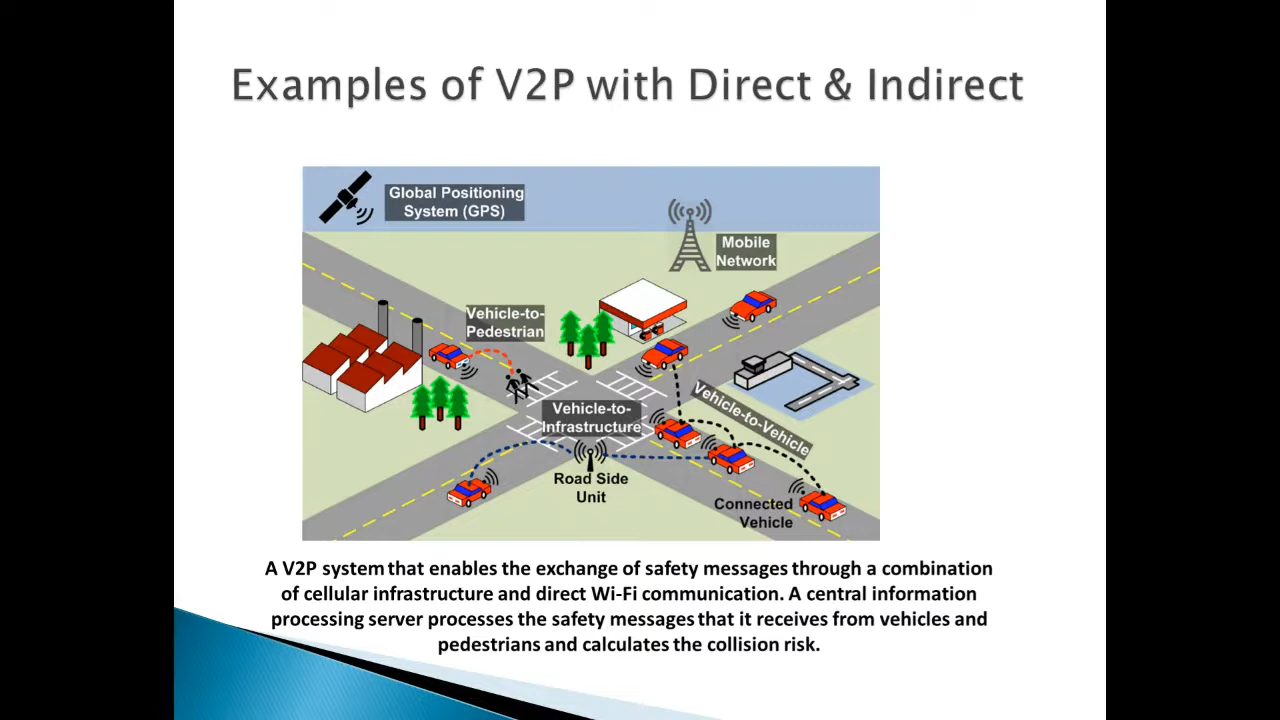 Examples of V2P with Direct & Indirect
Global Positioning
System (GPS)
Mobile
Network
Vehicle-to-
Pedestrian
Vehicle-to-
Infrastructure
Vehicle-to-Vehicle
Road Side
Unit
Connected
Vehicle
A V2P system that enables the exchange of safety messages through a combination
of cellular infrastructure and direct Wi-Fi communication. A central information
processing server processes the safety messages that it receives from vehicles and
pedestrians and calculates the collision risk.